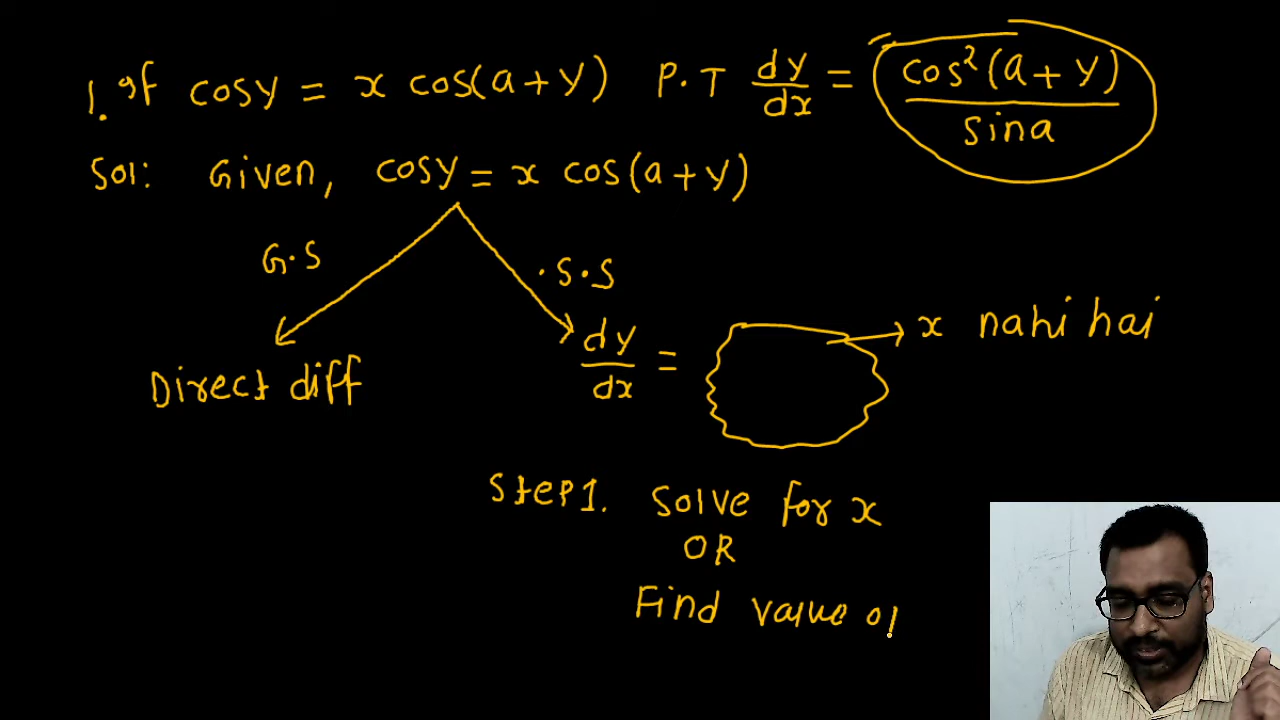 1. If cosy = x cos(a+y) P.T dy/dx = cos²(a+y)/sina
Sol: Given, cosy = x cos(a+y)
G.S
.S.S
Direct diff
dy/dx =
x nahi hai
Step1. Solve for x
OR
Find value of